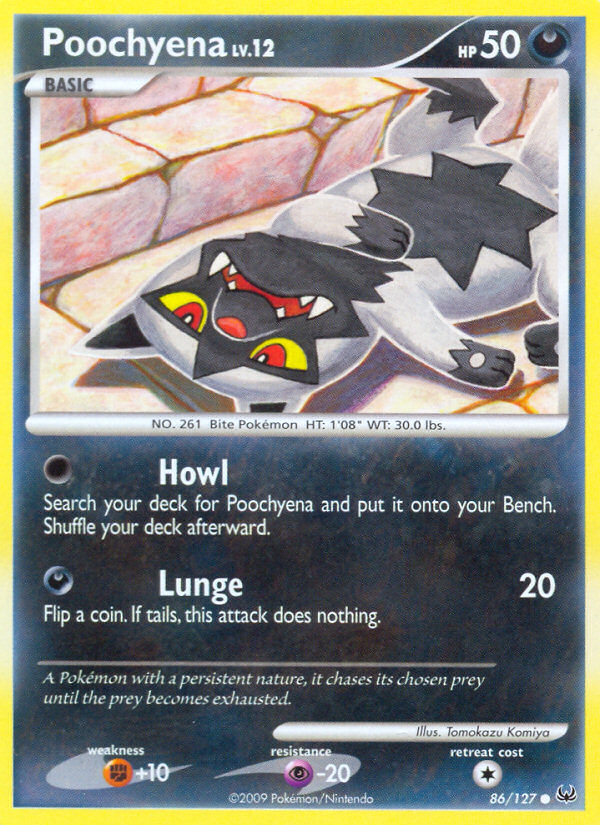 Poochyena LV.12 HP 50
BASIC
NO. 261 Bite Pokémon HT: 1'08" WT: 30.0 lbs.
Howl
Search your deck for Poochyena and put it onto your Bench.
Shuffle your deck afterward.
Lunge 20
Flip a coin. If tails, this attack does nothing.
A Pokémon with a persistent nature, it chases its chosen prey
until the prey becomes exhausted.
Illus. Tomokazu Komiya
weakness resistance retreat cost
+10 -20
©2009 Pokémon/Nintendo 86/127